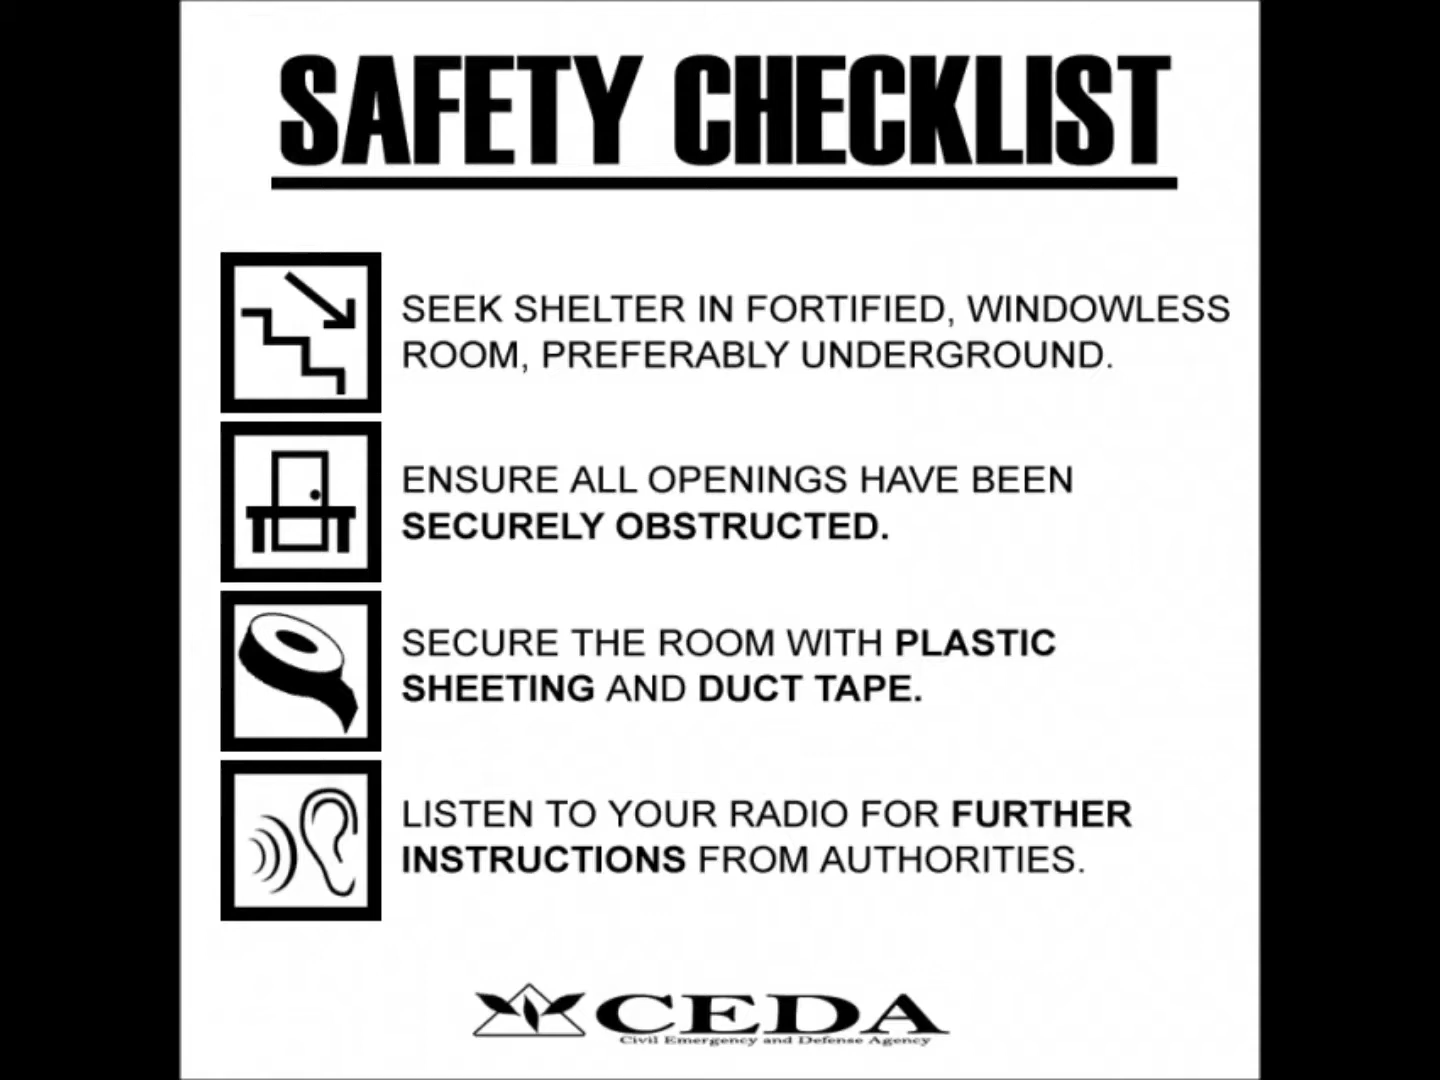 SAFETY CHECKLIST
SEEK SHELTER IN FORTIFIED, WINDOWLESS
ROOM, PREFERABLY UNDERGROUND.
ENSURE ALL OPENINGS HAVE BEEN
SECURELY OBSTRUCTED.
SECURE THE ROOM WITH PLASTIC
SHEETING AND DUCT TAPE.
LISTEN TO YOUR RADIO FOR FURTHER
INSTRUCTIONS FROM AUTHORITIES.
CEDA
Civil Emergency and Defense Agency